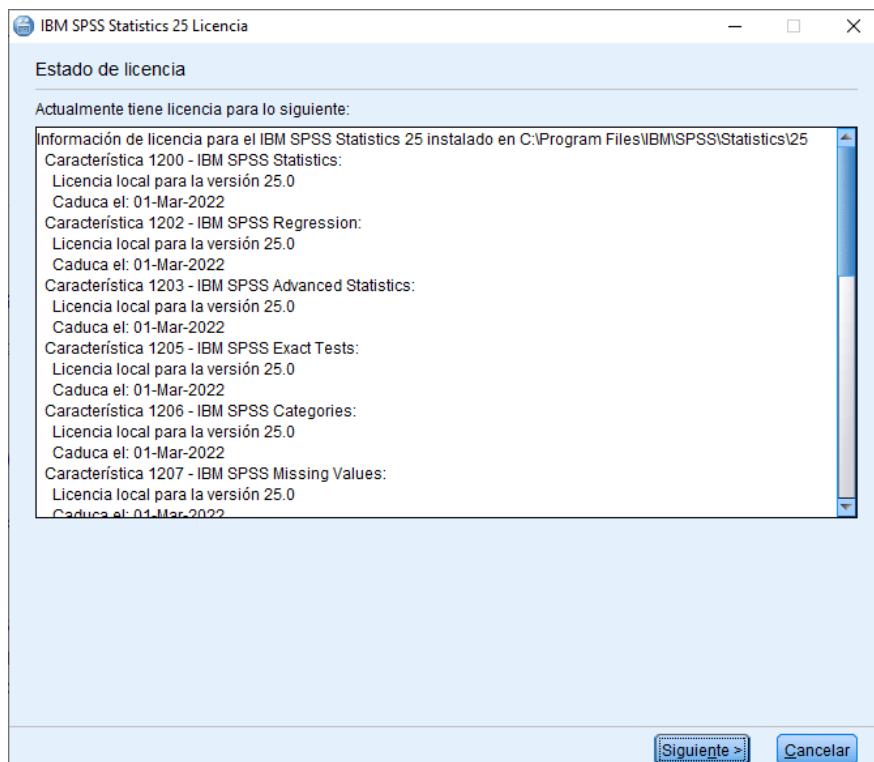 IBM SPSS Statistics 25 Licencia
Estado de licencia
Actualmente tiene licencia para lo siguiente:
Información de licencia para el IBM SPSS Statistics 25 instalado en C:\Program Files\IBM\SPSS\Statistics\25
Característica 1200 - IBM SPSS Statistics:
Licencia local para la versión 25.0
Caduca el: 01-Mar-2022
Característica 1202 - IBM SPSS Regression:
Licencia local para la versión 25.0
Caduca el: 01-Mar-2022
Característica 1203 - IBM SPSS Advanced Statistics:
Licencia local para la versión 25.0
Caduca el: 01-Mar-2022
Característica 1205 - IBM SPSS Exact Tests:
Licencia local para la versión 25.0
Caduca el: 01-Mar-2022
Característica 1206 - IBM SPSS Categories:
Licencia local para la versión 25.0
Caduca el: 01-Mar-2022
Característica 1207 - IBM SPSS Missing Values:
Licencia local para la versión 25.0
Caduca el: 01-Mar-2022
Siguiente >
Cancelar